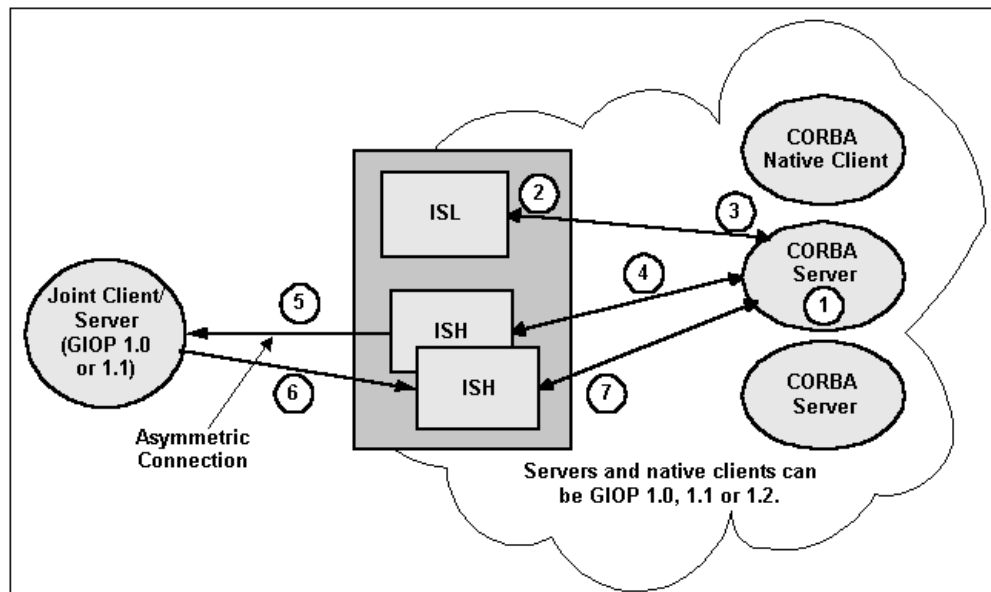 CORBA
Native Client
ISL
2
3
CORBA
Server
1
4
Joint Client/
Server
(GIOP 1.0
or 1.1)
5
ISH
ISH
6
7
CORBA
Server
Asymmetric
Connection
Servers and native clients can
be GIOP 1.0, 1.1 or 1.2.